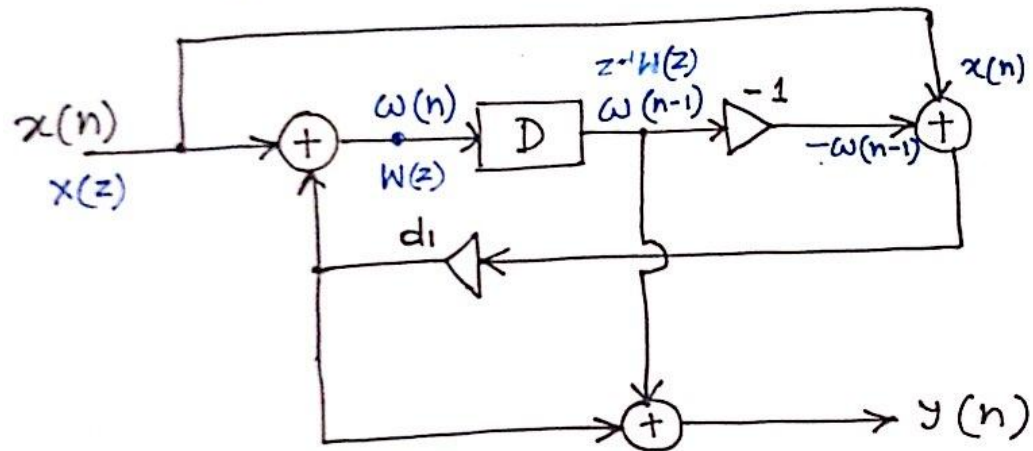 x(n)
X(z)
+
ω(n)
W(z)
D
z⁻¹W(z)
ω(n-1)
-1
-ω(n-1)
x(n)
+
d1
+
y(n)